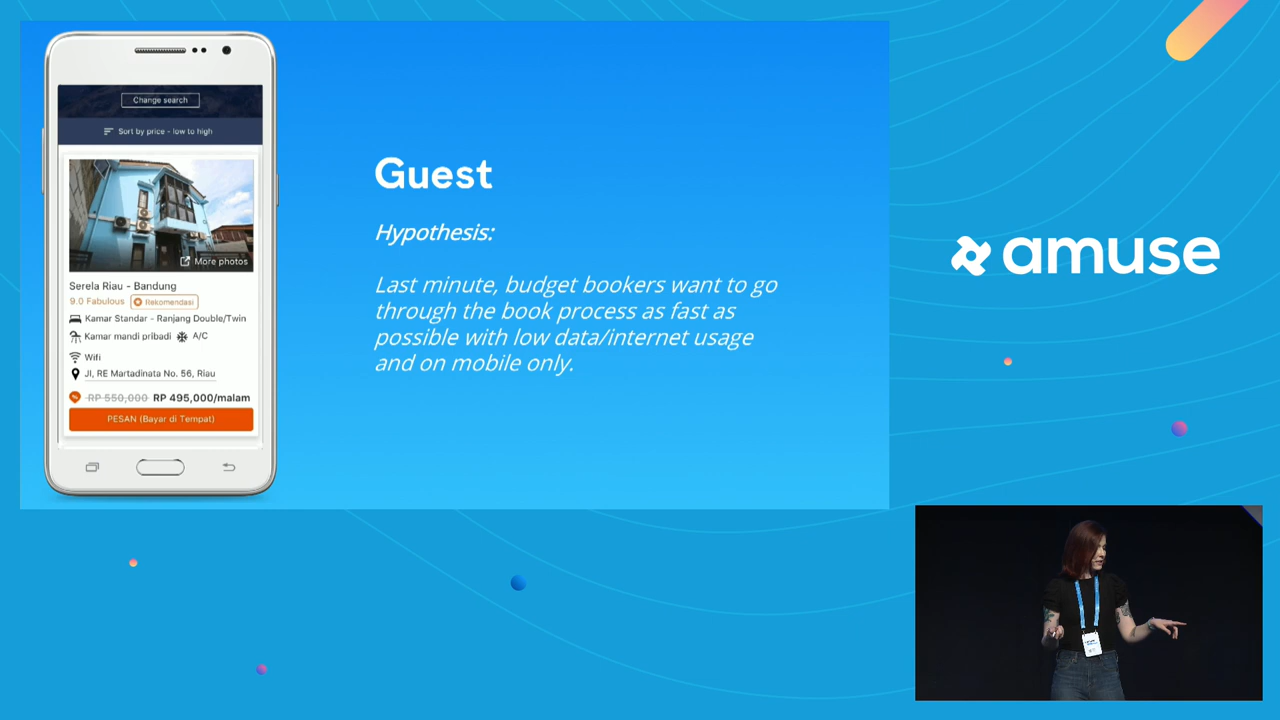 Change search
Sort by price - low to high
More photos
Serela Riau - Bandung
9.0 Fabulous Rekomendasi
Kamar Standar - Ranjang Double/Twin
Kamar mandi pribadi A/C
Wifi
Jl, RE Martadinata No. 56, Riau
RP 550,000 RP 495,000/malam
PESAN (Bayar di Tempat)
Guest
Hypothesis:
Last minute, budget bookers want to go
through the book process as fast as
possible with low data/internet usage
and on mobile only.
amuse